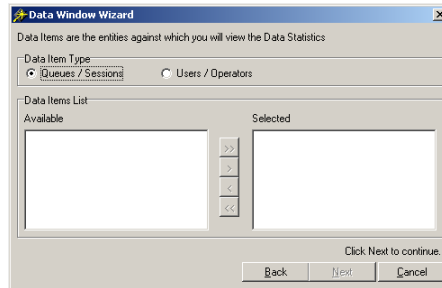 Data Window Wizard
Data Items are the entities against which you will view the Data Statistics
Data Item Type
Queues / Sessions
Users / Operators
Data Items List
Available
Selected
>>
>
<
<<
Click Next to continue.
Back
Next
Cancel